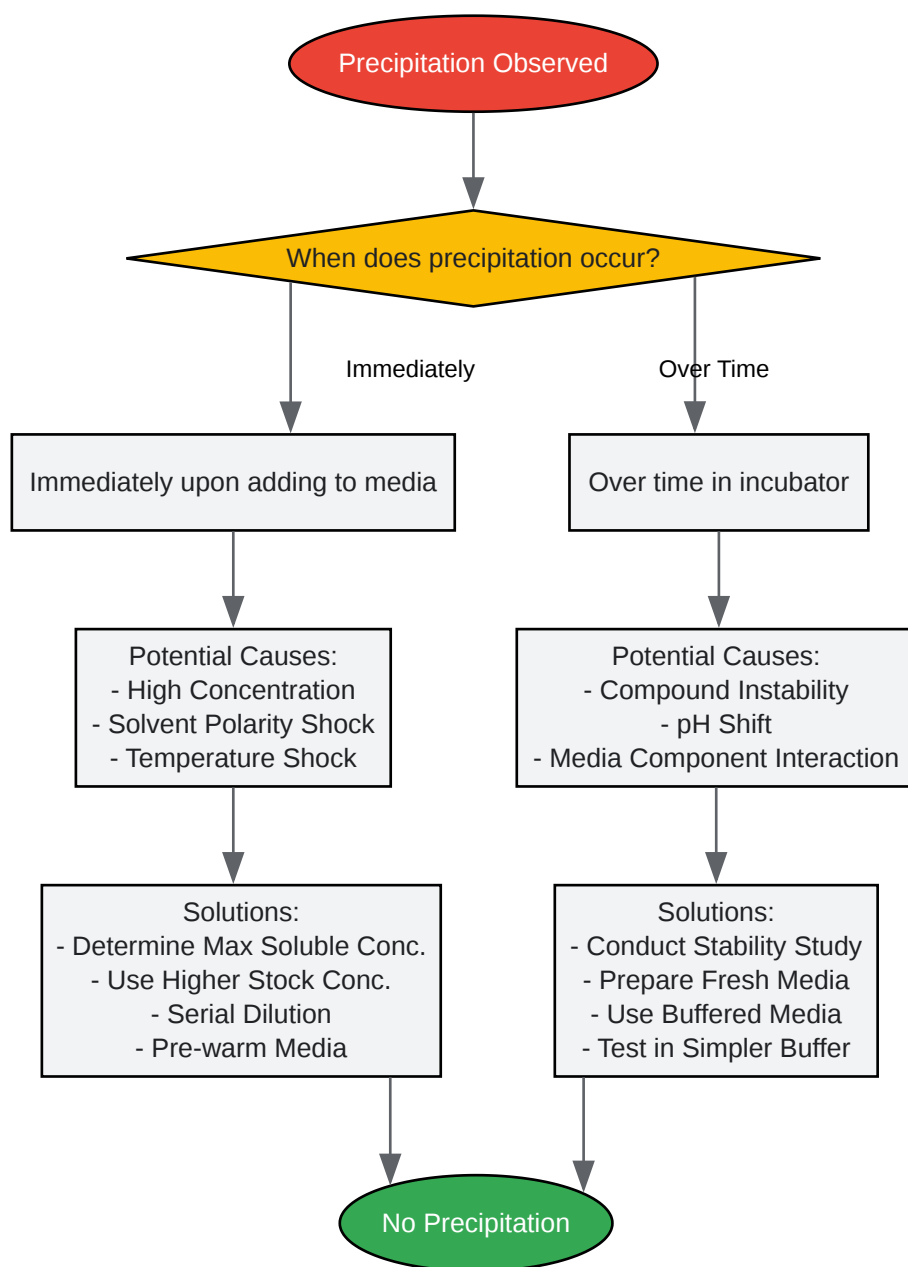 Precipitation Observed
When does precipitation occur?
Immediately
Over Time
Immediately upon adding to media
Over time in incubator
Potential Causes:
- High Concentration
- Solvent Polarity Shock
- Temperature Shock
Potential Causes:
- Compound Instability
- pH Shift
- Media Component Interaction
Solutions:
- Determine Max Soluble Conc.
- Use Higher Stock Conc.
- Serial Dilution
- Pre-warm Media
Solutions:
- Conduct Stability Study
- Prepare Fresh Media
- Use Buffered Media
- Test in Simpler Buffer
No Precipitation